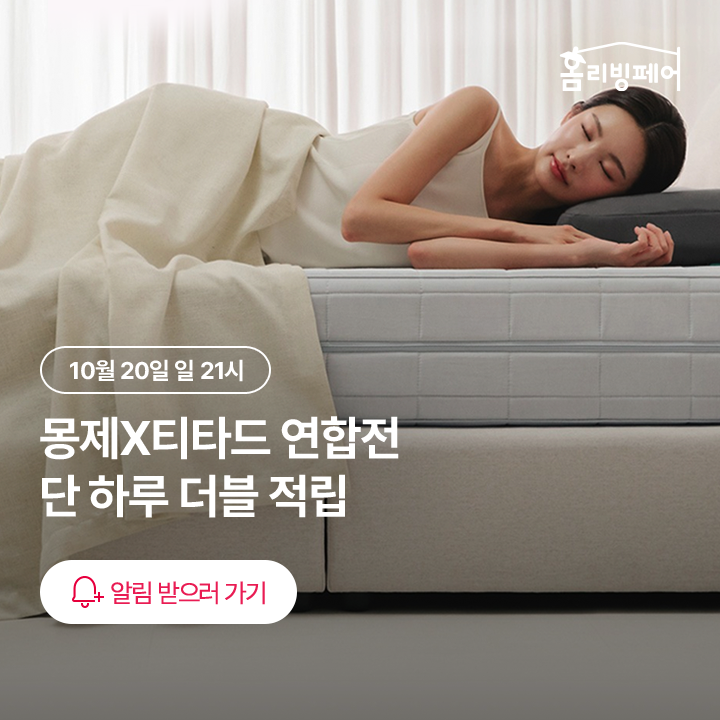 홈리빙페어
10월 20일 일 21시
몽제X티타드 연합전
단 하루 더블 적립
알림 받으러 가기